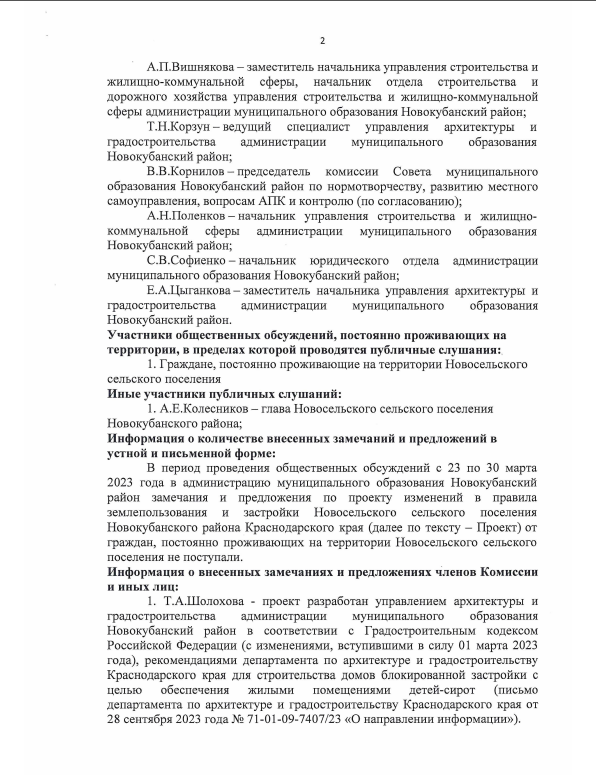 2
А.П.Вишнякова – заместитель начальника управления строительства и
жилищно-коммунальной сферы, начальник отдела строительства и
дорожного хозяйства управления строительства и жилищно-коммунальной
сферы администрации муниципального образования Новокубанский район;
Т.Н.Корзун – ведущий специалист управления архитектуры и
градостроительства администрации муниципального образования
Новокубанский район;
В.В.Корнилов – председатель комиссии Совета муниципального
образования Новокубанский район по нормотворчеству, развитию местного
самоуправления, вопросам АПК и контролю (по согласованию);
А.Н.Поленков – начальник управления строительства и жилищно-
коммунальной сферы администрации муниципального образования
Новокубанский район;
С.В.Софиенко – начальник юридического отдела администрации
муниципального образования Новокубанский район;
Е.А.Цыганкова – заместитель начальника управления архитектуры и
градостроительства администрации муниципального образования
Новокубанский район.
Участники общественных обсуждений, постоянно проживающих на
территории, в пределах которой проводятся публичные слушания:
1. Граждане, постоянно проживающие на территории Новосельского
сельского поселения
Иные участники публичных слушаний:
1. А.Е.Колесников – глава Новосельского сельского поселения
Новокубанского района;
Информация о количестве внесенных замечаний и предложений в
устной и письменной форме:
В период проведения общественных обсуждений с 23 по 30 марта
2023 года в администрацию муниципального образования Новокубанский
район замечания и предложения по проекту изменений в правила
землепользования и застройки Новосельского сельского поселения
Новокубанского района Краснодарского края (далее по тексту – Проект) от
граждан, постоянно проживающих на территории Новосельского сельского
поселения не поступали.
Информация о внесенных замечаниях и предложениях членов Комиссии
и иных лиц:
1. Т.А.Шолохова - проект разработан управлением архитектуры и
градостроительства администрации муниципального образования
Новокубанский район в соответствии с Градостроительным кодексом
Российской Федерации (с изменениями, вступившими в силу 01 марта 2023
года), рекомендациями департамента по архитектуре и градостроительству
Краснодарского края для строительства домов блокированной застройки с
целью обеспечения жилыми помещениями детей-сирот (письмо
департамента по архитектуре и градостроительству Краснодарского края от
28 сентября 2023 года № 71-01-09-7407/23 «О направлении информации»).